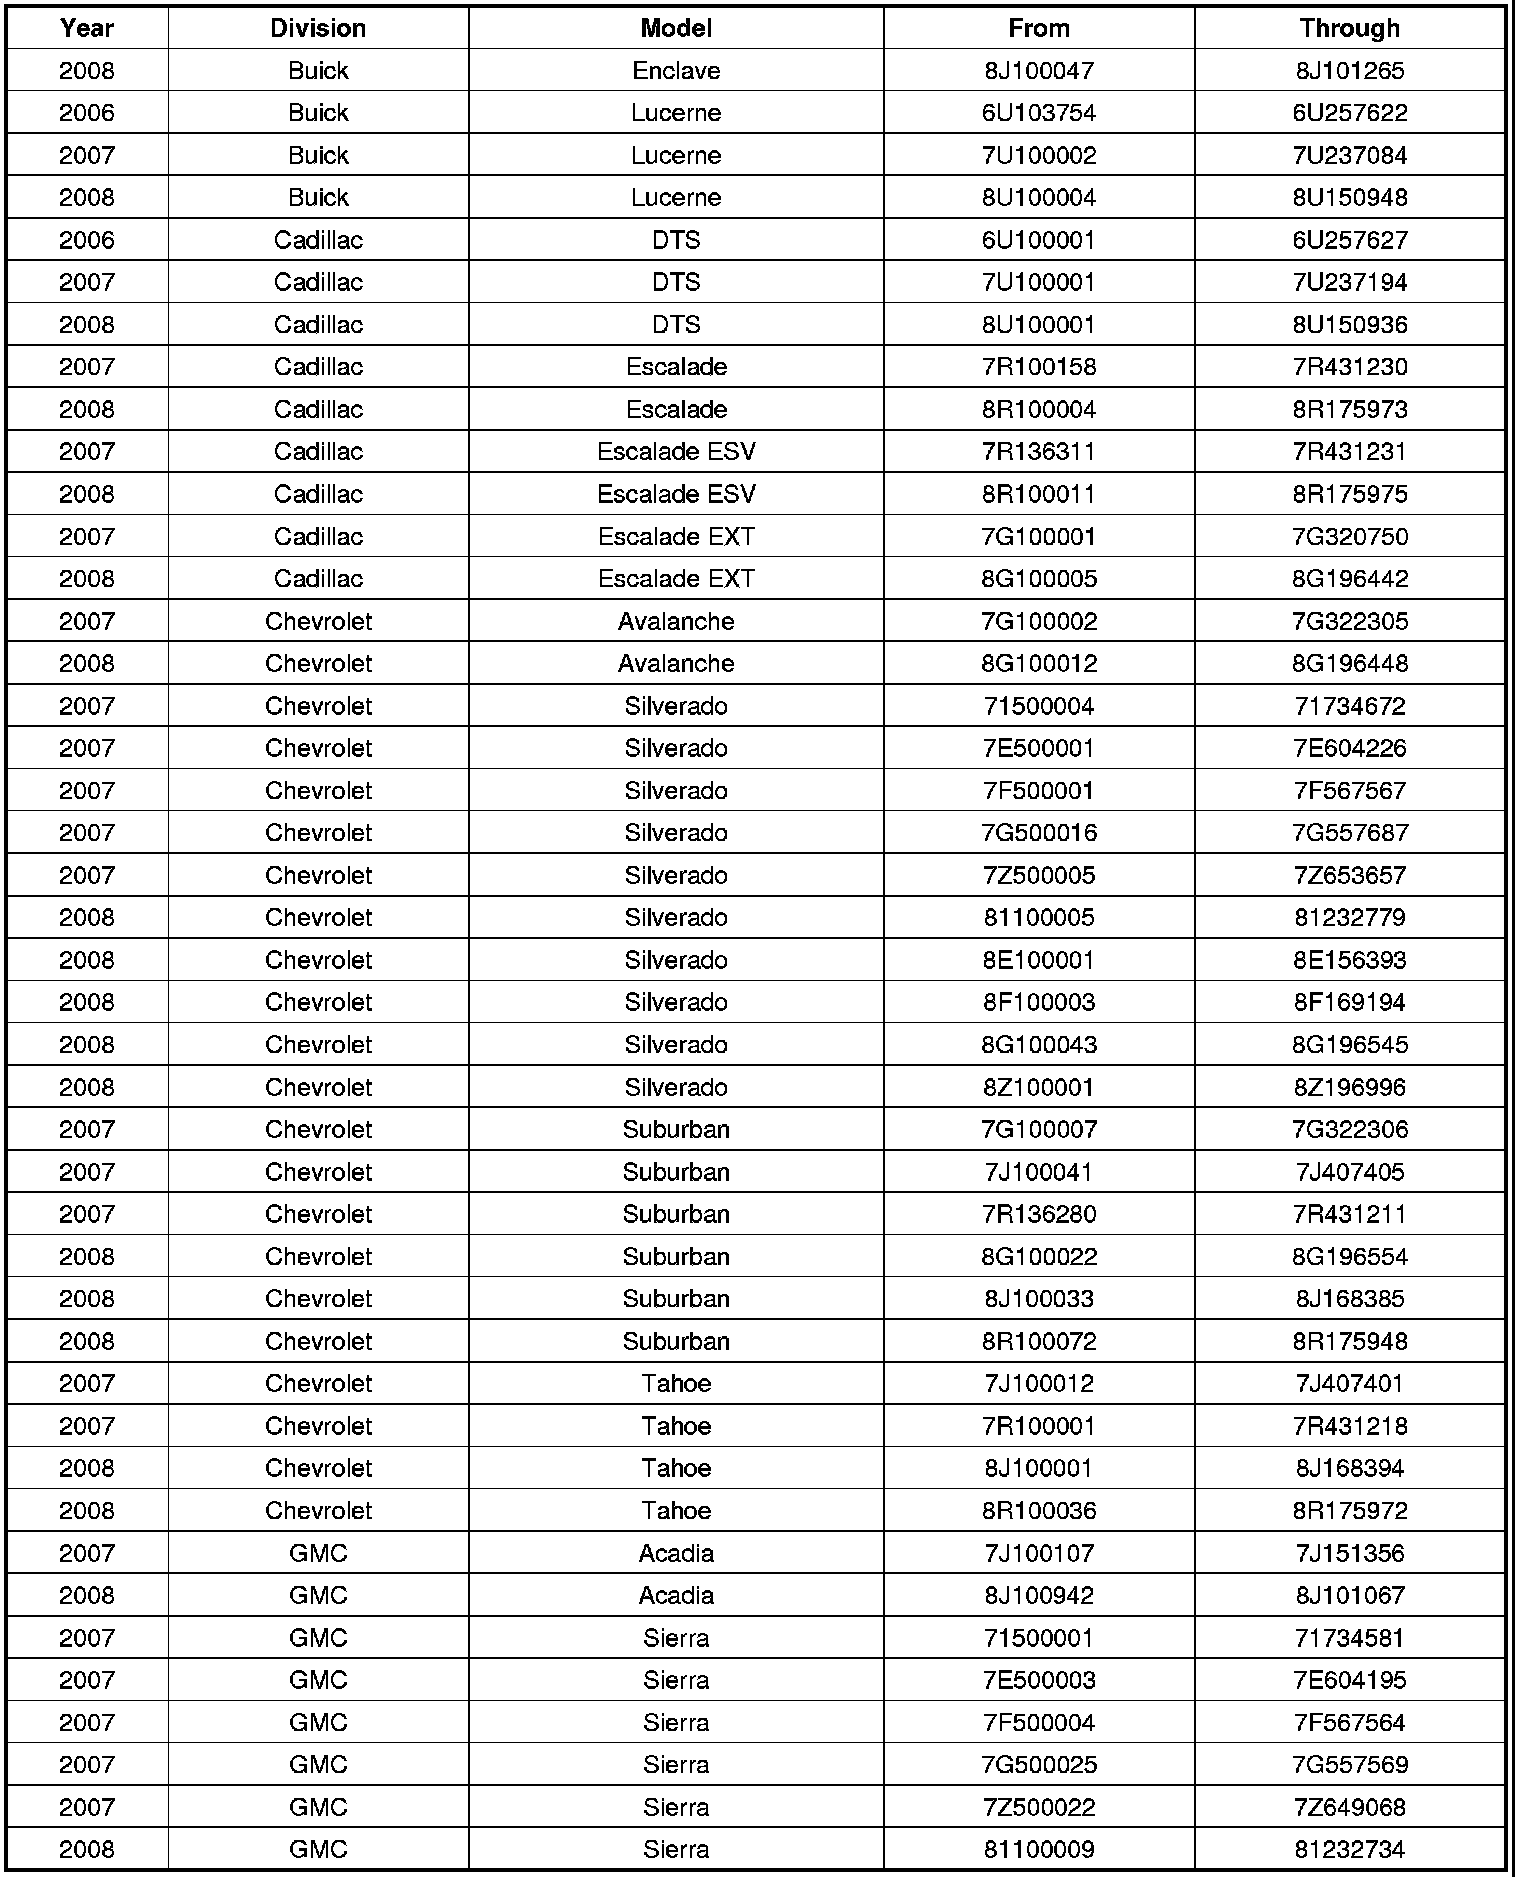 Year Division Model From Through
2008 Buick Enclave 8J100047 8J101265
2006 Buick Lucerne 6U103754 6U257622
2007 Buick Lucerne 7U100002 7U237084
2008 Buick Lucerne 8U100004 8U150948
2006 Cadillac DTS 6U100001 6U257627
2007 Cadillac DTS 7U100001 7U237194
2008 Cadillac DTS 8U100001 8U150936
2007 Cadillac Escalade 7R100158 7R431230
2008 Cadillac Escalade 8R100004 8R175973
2007 Cadillac Escalade ESV 7R136311 7R431231
2008 Cadillac Escalade ESV 8R100011 8R175975
2007 Cadillac Escalade EXT 7G100001 7G320750
2008 Cadillac Escalade EXT 8G100005 8G196442
2007 Chevrolet Avalanche 7G100002 7G322305
2008 Chevrolet Avalanche 8G100012 8G196448
2007 Chevrolet Silverado 71500004 71734672
2007 Chevrolet Silverado 7E500001 7E604226
2007 Chevrolet Silverado 7F500001 7F567567
2007 Chevrolet Silverado 7G500016 7G557687
2007 Chevrolet Silverado 7Z500005 7Z653657
2008 Chevrolet Silverado 81100005 81232779
2008 Chevrolet Silverado 8E100001 8E156393
2008 Chevrolet Silverado 8F100003 8F169194
2008 Chevrolet Silverado 8G100043 8G196545
2008 Chevrolet Silverado 8Z100001 8Z196996
2007 Chevrolet Suburban 7G100007 7G322306
2007 Chevrolet Suburban 7J100041 7J407405
2007 Chevrolet Suburban 7R136280 7R431211
2008 Chevrolet Suburban 8G100022 8G196554
2008 Chevrolet Suburban 8J100033 8J168385
2008 Chevrolet Suburban 8R100072 8R175948
2007 Chevrolet Tahoe 7J100012 7J407401
2007 Chevrolet Tahoe 7R100001 7R431218
2008 Chevrolet Tahoe 8J100001 8J168394
2008 Chevrolet Tahoe 8R100036 8R175972
2007 GMC Acadia 7J100107 7J151356
2008 GMC Acadia 8J100942 8J101067
2007 GMC Sierra 71500001 71734581
2007 GMC Sierra 7E500003 7E604195
2007 GMC Sierra 7F500004 7F567564
2007 GMC Sierra 7G500025 7G557569
2007 GMC Sierra 7Z500022 7Z649068
2008 GMC Sierra 81100009 81232734